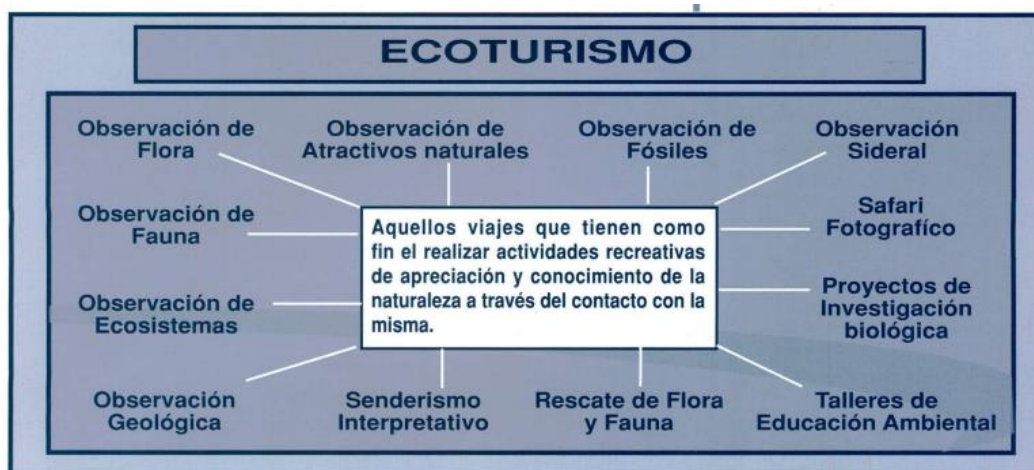 ECOTURISMO
Observación de
Flora
Observación de
Atractivos naturales
Observación de
Fósiles
Observación
Sideral
Observación de
Fauna
Aquellos viajes que tienen como
fin el realizar actividades recreativas
de apreciación y conocimiento de la
naturaleza a través del contacto con la
misma.
Safari
Fotografíco
Observación de
Ecosistemas
Proyectos de
Investigación
biológica
Observación
Geológica
Senderismo
Interpretativo
Rescate de Flora
y Fauna
Talleres de
Educación Ambiental